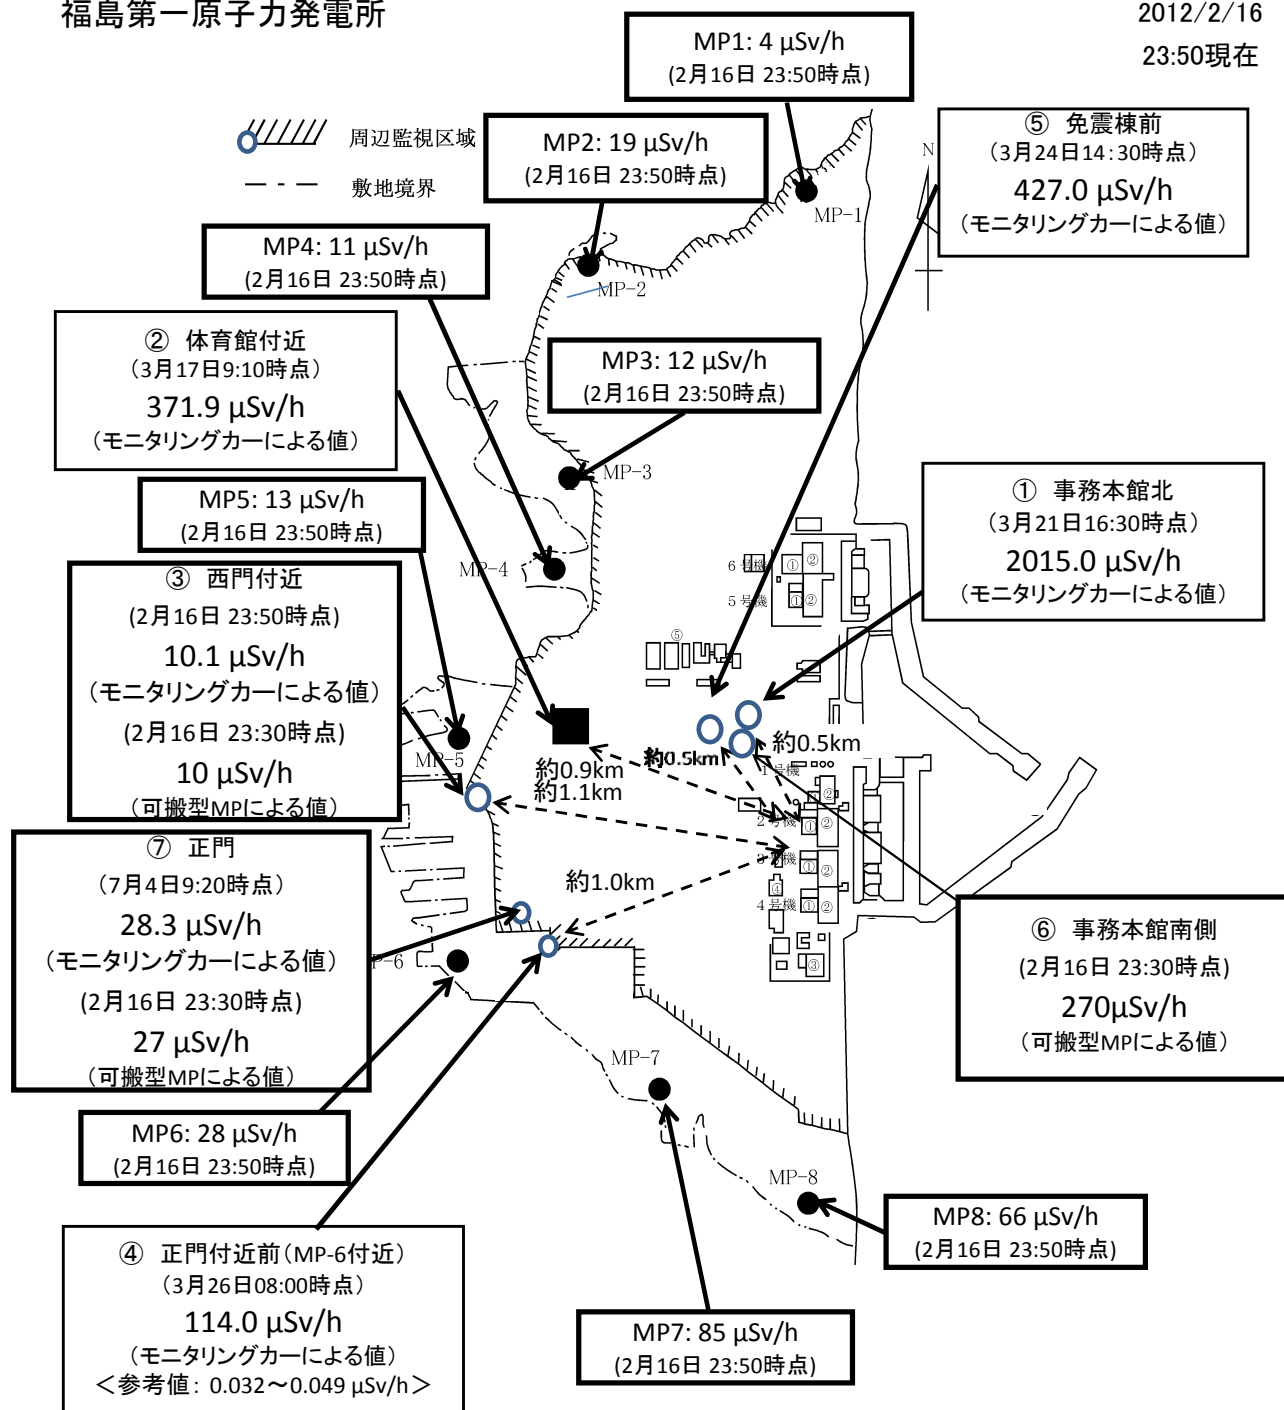 福島第一原子力発電所
2012/2/16
23:50現在
周辺監視区域
敷地境界
MP1: 4 μSv/h
(2月16日 23:50時点)
MP2: 19 μSv/h
(2月16日 23:50時点)
⑤ 免震棟前
(3月24日14:30時点)
427.0 μSv/h
(モニタリングカーによる値)
N
MP-1
MP4: 11 μSv/h
(2月16日 23:50時点)
MP-2
② 体育館付近
(3月17日9:10時点)
371.9 μSv/h
(モニタリングカーによる値)
MP3: 12 μSv/h
(2月16日 23:50時点)
MP-3
MP5: 13 μSv/h
(2月16日 23:50時点)
① 事務本館北
(3月21日16:30時点)
2015.0 μSv/h
(モニタリングカーによる値)
MP-4
6号機
① ②
5号機
① ②
③ 西門付近
(2月16日 23:50時点)
10.1 μSv/h
(モニタリングカーによる値)
(2月16日 23:30時点)
10 μSv/h
(可搬型MPによる値)
⑤
MP-5
約0.9km
約1.1km
約0.5km
約0.5km
1号機
① ②
2号機
① ②
3号機
① ②
④
4号機
① ②
③
⑦ 正門
(7月4日9:20時点)
28.3 μSv/h
(モニタリングカーによる値)
(2月16日 23:30時点)
27 μSv/h
(可搬型MPによる値)
約1.0km
P-6
⑥ 事務本館南側
(2月16日 23:30時点)
270μSv/h
(可搬型MPによる値)
MP-7
MP6: 28 μSv/h
(2月16日 23:50時点)
MP-8
MP8: 66 μSv/h
(2月16日 23:50時点)
④ 正門付近前(MP-6付近)
(3月26日08:00時点)
114.0 μSv/h
(モニタリングカーによる値)
<参考値: 0.032～0.049 μSv/h>
MP7: 85 μSv/h
(2月16日 23:50時点)